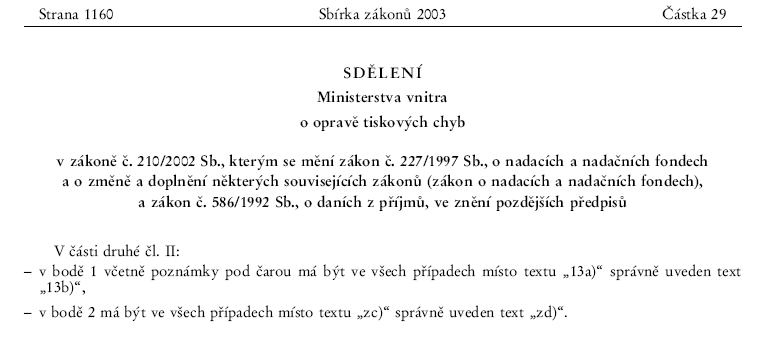 Strana 1160 Sbírka zákonů 2003 Částka 29
SDĚLENÍ
Ministerstva vnitra
o opravě tiskových chyb
v zákoně č. 210/2002 Sb., kterým se mění zákon č. 227/1997 Sb., o nadacích a nadačních fondech
a o změně a doplnění některých souvisejících zákonů (zákon o nadacích a nadačních fondech),
a zákon č. 586/1992 Sb., o daních z příjmů, ve znění pozdějších předpisů
V části druhé čl. II:
– v bodě 1 včetně poznámky pod čarou má být ve všech případech místo textu „13a)“ správně uveden text
„13b)“,
– v bodě 2 má být ve všech případech místo textu „zc)“ správně uveden text „zd)“.